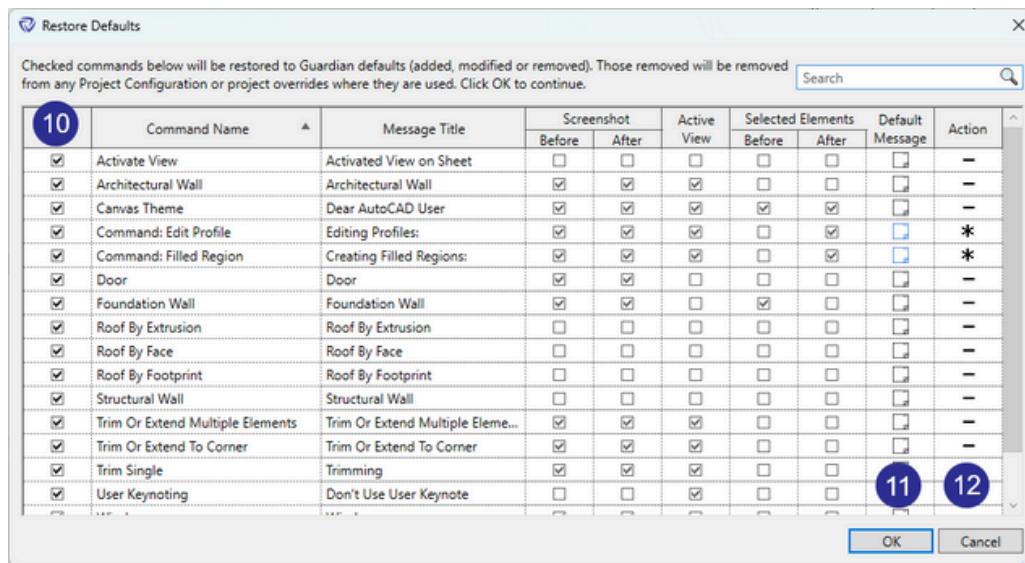 Restore Defaults
Checked commands below will be restored to Guardian defaults (added, modified or removed). Those removed will be removed
from any Project Configuration or project overrides where they are used. Click OK to continue.
Search
10 Command Name Message Title Screenshot Active View Selected Elements Default Message Action
Before After Before After
Activate View Activated View on Sheet
Architectural Wall Architectural Wall
Canvas Theme Dear AutoCAD User
Command: Edit Profile Editing Profiles: *
Command: Filled Region Creating Filled Regions: *
Door Door
Foundation Wall Foundation Wall
Roof By Extrusion Roof By Extrusion
Roof By Face Roof By Face
Roof By Footprint Roof By Footprint
Structural Wall Structural Wall
Trim Or Extend Multiple Elements Trim Or Extend Multiple Eleme...
Trim Or Extend To Corner Trim Or Extend To Corner
Trim Single Trimming
User Keynoting Don't Use User Keynote
11 12
OK Cancel